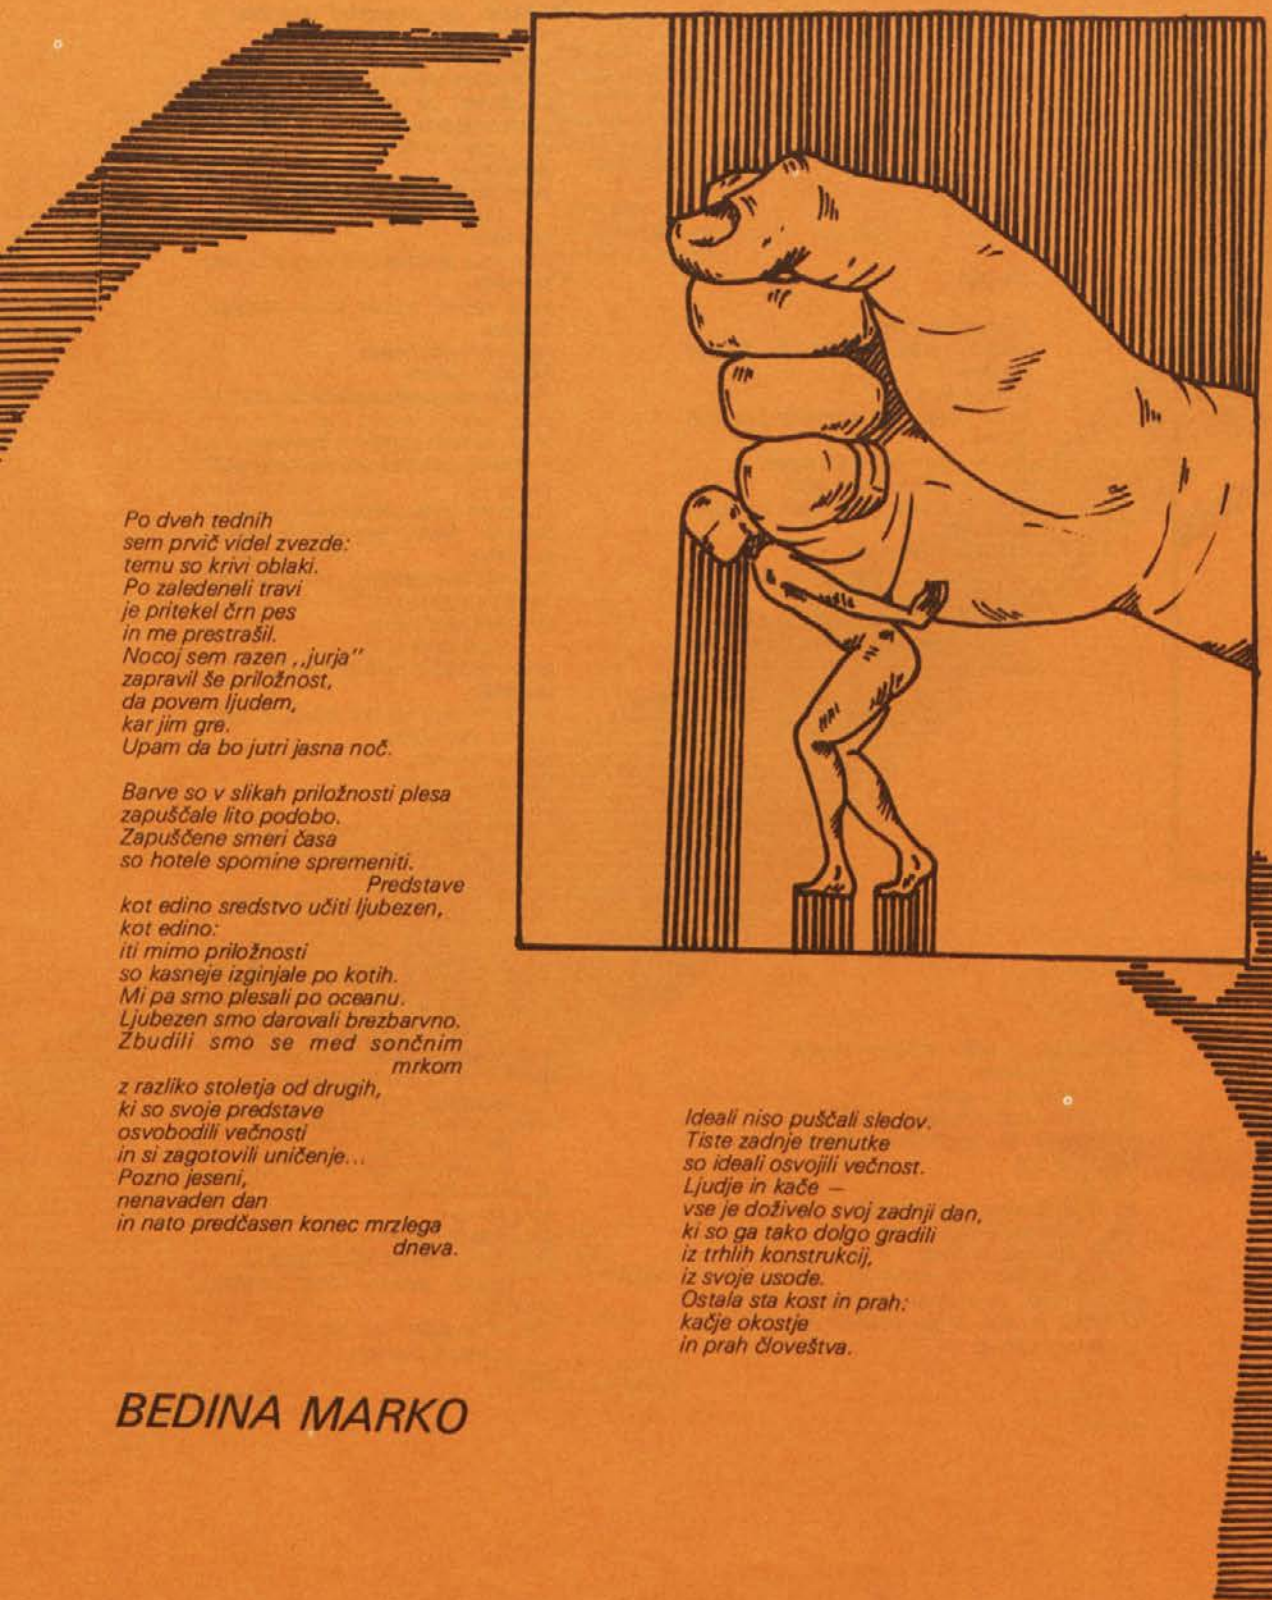 Po dveh tednih
sem prvič videl zvezde:
temu so krivi oblaki.
Po zaledeneli travi
je pritekel črn pes
in me prestrašil.
Nocoj sem razen ,,jurja"
zapravil še priložnost,
da povem ljudem,
kar jim gre.
Upam da bo jutri jasna noč.

Barve so v slikah priložnosti plesa
zapuščale lito podobo.
Zapuščene smeri časa
so hotele spomine spremeniti.
Predstave
kot edino sredstvo učiti ljubezen,
kot edino:
iti mimo priložnosti
so kasneje izginjale po kotih.
Mi pa smo plesali po oceanu.
Ljubezen smo darovali brezbarvno.
Zbudili smo se med sončnim
mrkom
z razliko stoletja od drugih,
ki so svoje predstave
osvobodili večnosti
in si zagotovili uničenje...
Pozno jeseni,
nenavaden dan
in nato predčasen konec mrzlega
dneva.

Ideali niso puščali sledov.
Tiste zadnje trenutke
so ideali osvojili večnost.
Ljudje in kače —
vse je doživelo svoj zadnji dan,
ki so ga tako dolgo gradili
iz trhlih konstrukcij,
iz svoje usode.
Ostala sta kost in prah:
kačje okostje
in prah človeštva.

BEDINA MARKO